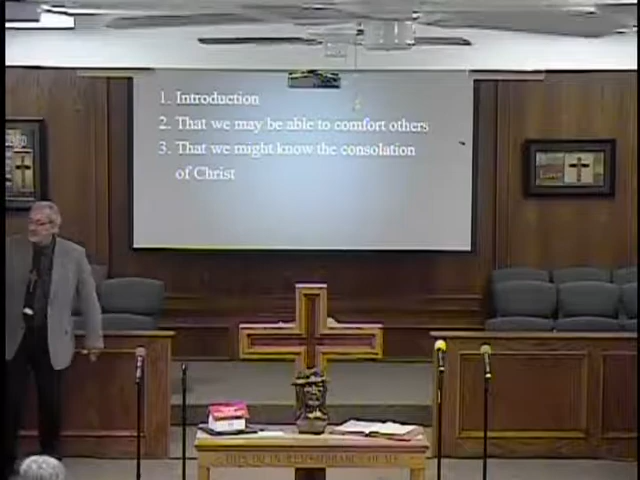 1. Introduction
2. That we may be able to comfort others
3. That we might know the consolation
of Christ
Love
THIS DO IN REMEMBRANCE OF ME